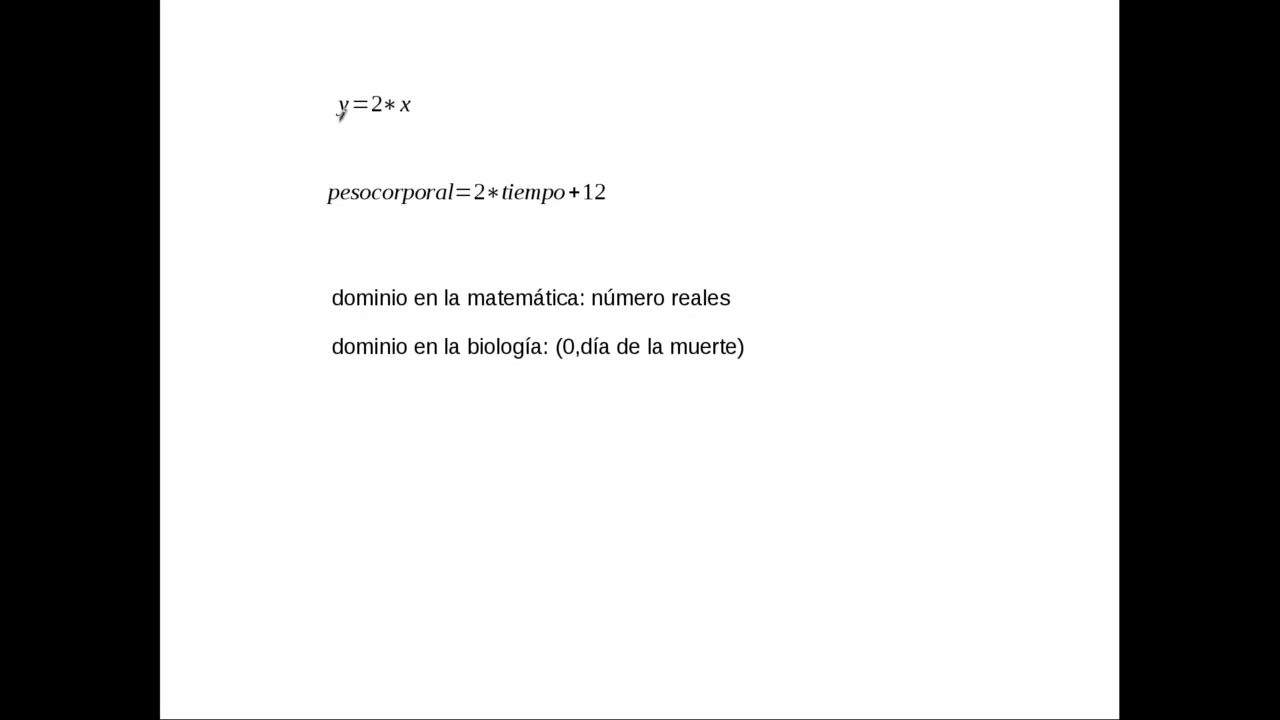 y=2*x
pesocorporal=2*tiempo+12
dominio en la matemática: número reales
dominio en la biología: (0,día de la muerte)